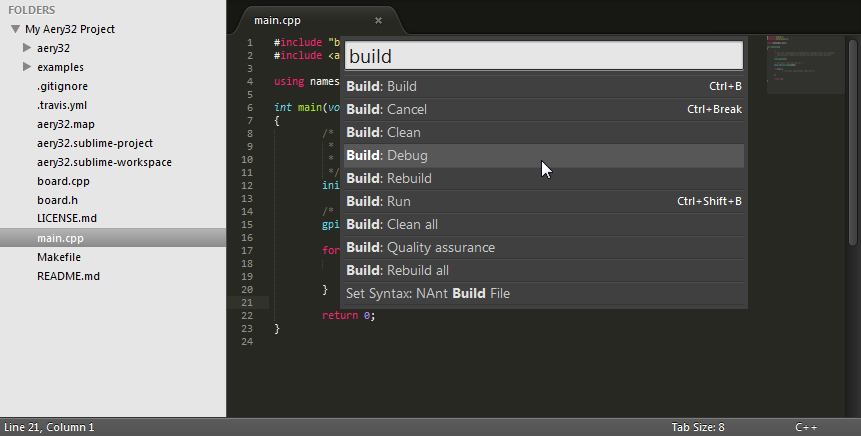 FOLDERS
My Aery32 Project
aery32
examples
.gitignore
.travis.yml
aery32.map
aery32.sublime-project
aery32.sublime-workspace
board.cpp
board.h
LICENSE.md
main.cpp
Makefile
README.md
main.cpp ×
1 #include "b
2 #include <a
3
4 using names
5
6 int main(vo
7 {
8 /*
9 *
10 *
11 */
12 ini
13
14 /*
15 gpi
16
17 for
18
19
20 }
21
22 return 0;
23 }
24
build
Build: Build Ctrl+B
Build: Cancel Ctrl+Break
Build: Clean
Build: Debug
Build: Rebuild
Build: Run Ctrl+Shift+B
Build: Clean all
Build: Quality assurance
Build: Rebuild all
Set Syntax: NAnt Build File
Line 21, Column 1 Tab Size: 8 C++